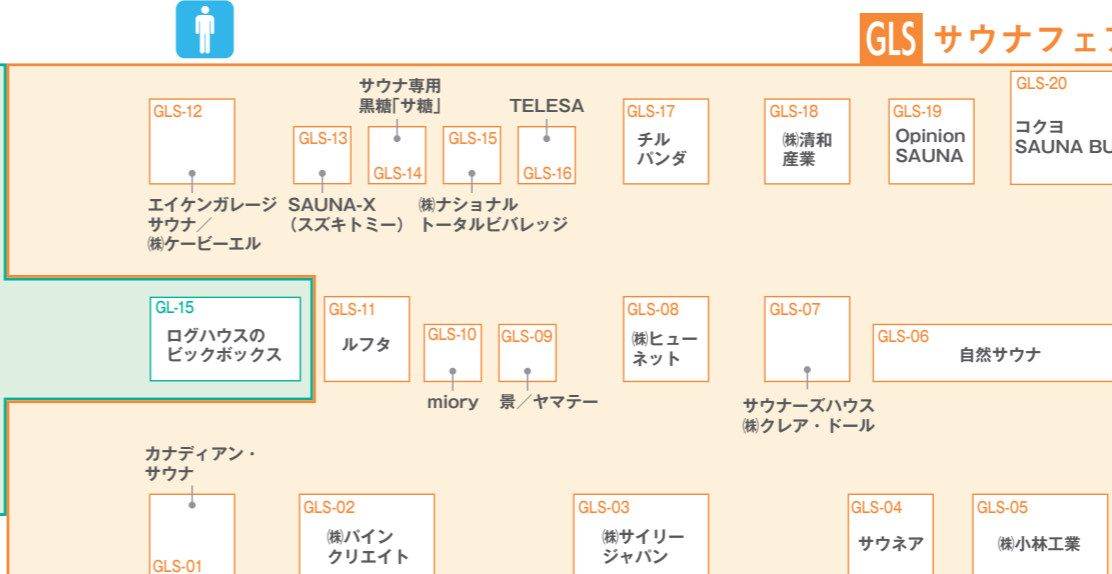 GLS サウナフェ
GLS-12
エイケンガレージ
サウナ／
㈱ケービーエル
GLS-13
SAUNA-X
（スズキトミー）
サウナ専用
黒糖「サ糖」
GLS-14
GLS-15
㈱ナショナル
トータルビバレッジ
TELESA
GLS-16
GLS-17
チル
パンダ
GLS-18
㈱清和
産業
GLS-19
Opinion
SAUNA
GLS-20
コクヨ
SAUNA BU
GL-15
ログハウスの
ビックボックス
GLS-11
ルフタ
GLS-10
miory
GLS-09
景／ヤマテー
GLS-08
㈱ヒュー
ネット
GLS-07
サウナーズハウス
㈱クレア・ドール
GLS-06
自然サウナ
カナディアン・
サウナ
GLS-01
GLS-02
㈱パイン
クリエイト
GLS-03
㈱サイリー
ジャパン
GLS-04
サウネア
GLS-05
㈱小林工業